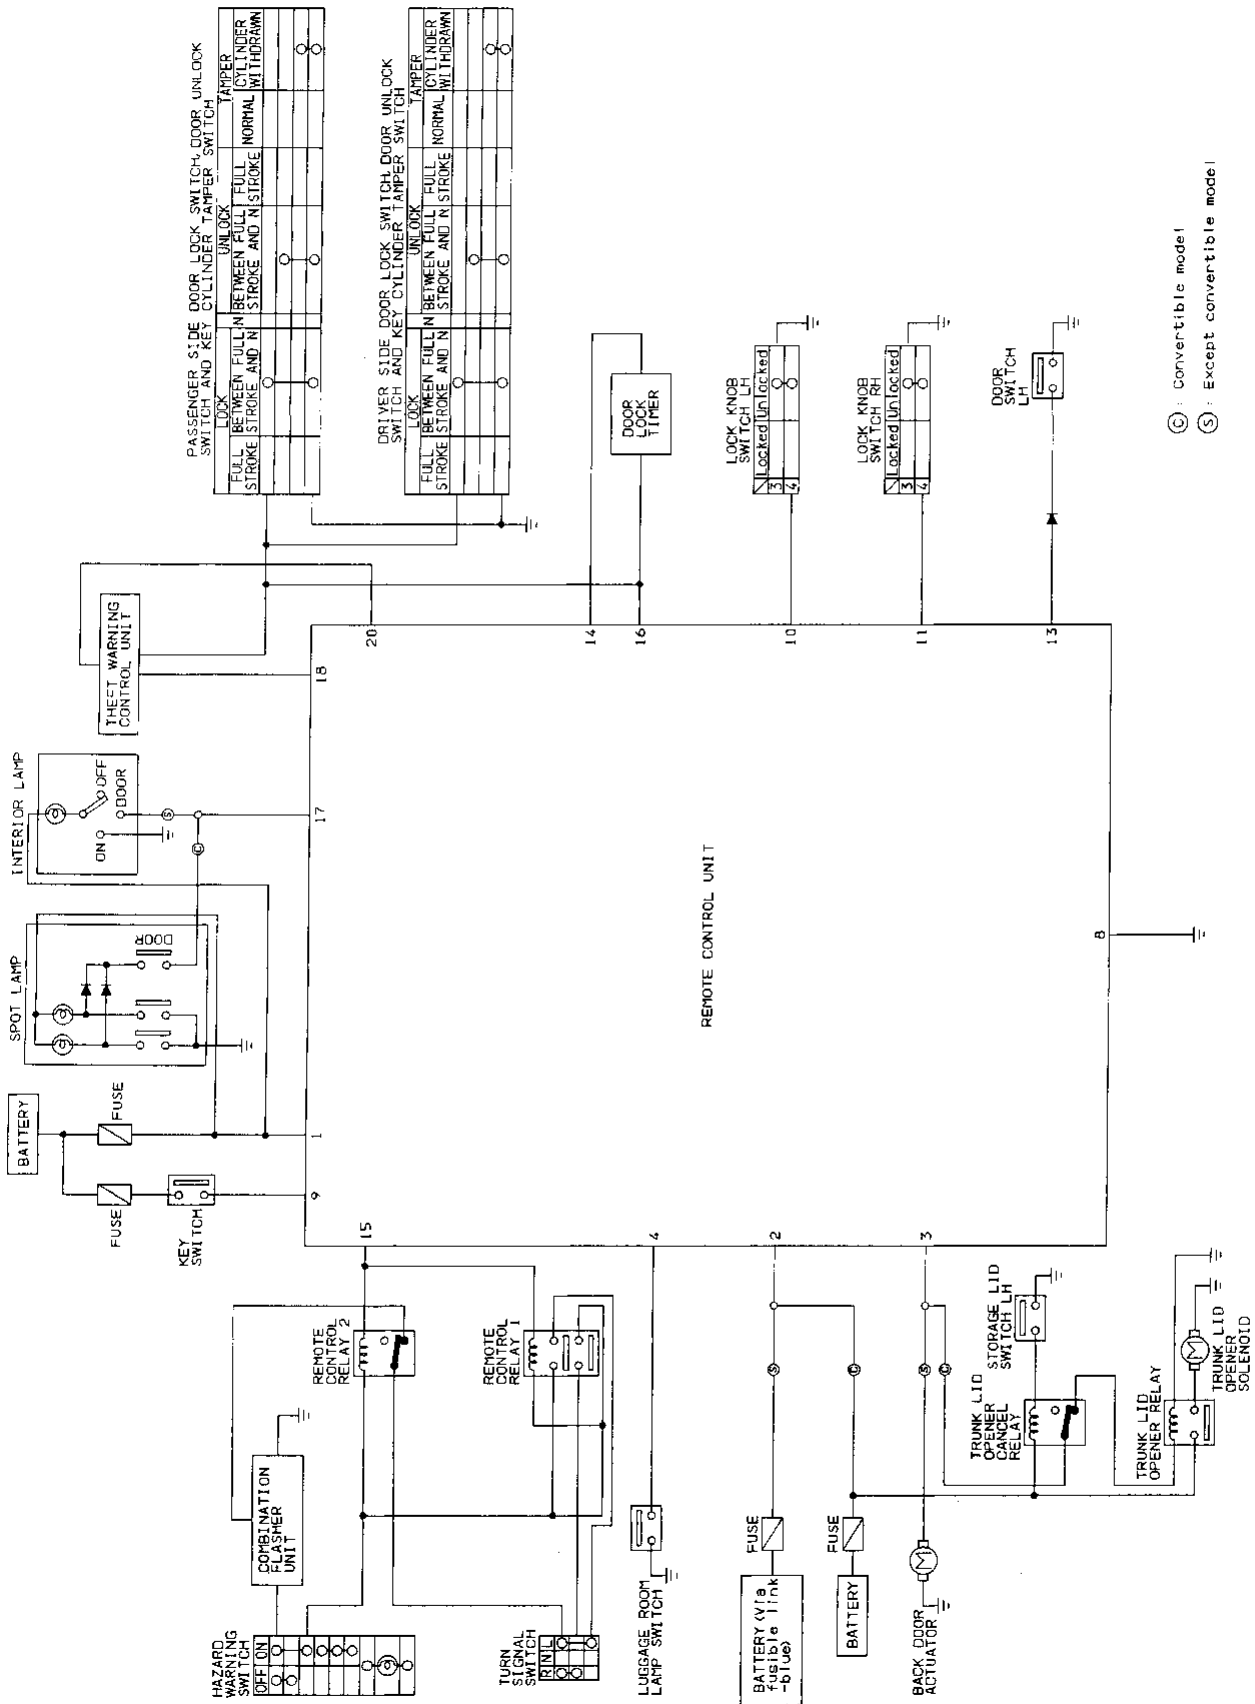 PASSENGER SIDE DOOR LOCK SWITCH, DOOR UNLOCK
SWITCH AND KEY CYLINDER TAMPER SWITCH
LOCK
UNLOCK
TAMPER
FULL STROKE
BETWEEN FULL STROKE AND N
N
BETWEEN FULL STROKE AND N
FULL STROKE
NORMAL
CYLINDER WITHDRAWN
DRIVER SIDE DOOR LOCK SWITCH, DOOR UNLOCK
SWITCH AND KEY CYLINDER TAMPER SWITCH
LOCK
UNLOCK
TAMPER
FULL STROKE
BETWEEN FULL STROKE AND N
N
BETWEEN FULL STROKE AND N
FULL STROKE
NORMAL
CYLINDER WITHDRAWN
THEFT WARNING
CONTROL UNIT
INTERIOR LAMP
OFF
DOOR
ON
SPOT LAMP
DOOR
BATTERY
FUSE
FUSE
KEY
SWITCH
S
C
9
1
17
18
20
14
16
10
11
13
8
15
4
2
3
DOOR
LOCK
TIMER
LOCK KNOB
SWITCH LH
Locked Unlocked
3
4
LOCK KNOB
SWITCH RH
Locked Unlocked
3
4
DOOR
SWITCH
LH
REMOTE CONTROL UNIT
REMOTE
CONTROL
RELAY 2
REMOTE
CONTROL
RELAY 1
COMBINATION
FLASHER
UNIT
HAZARD
WARNING
SWITCH
OFF ON
TURN
SIGNAL
SWITCH
R N L
LUGGAGE ROOM
LAMP SWITCH
FUSE
BATTERY (Via
fusible link
-blue)
FUSE
BATTERY
S
C
S
C
BACK DOOR
ACTUATOR
M
TRUNK LID
OPENER
CANCEL
RELAY
STORAGE LID
SWITCH LH
TRUNK LID
OPENER RELAY
M
TRUNK LID
OPENER
SOLENOID
C : Convertible model
S : Except convertible model